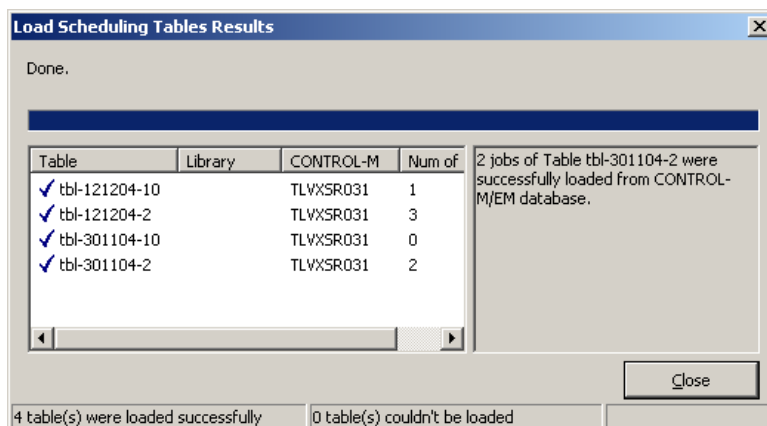 Load Scheduling Tables Results
Done.
Table Library CONTROL-M Num of
tbl-121204-10 TLVXSR031 1
tbl-121204-2 TLVXSR031 3
tbl-301104-10 TLVXSR031 0
tbl-301104-2 TLVXSR031 2
2 jobs of Table tbl-301104-2 were
successfully loaded from CONTROL-
M/EM database.
Close
4 table(s) were loaded successfully 0 table(s) couldn't be loaded